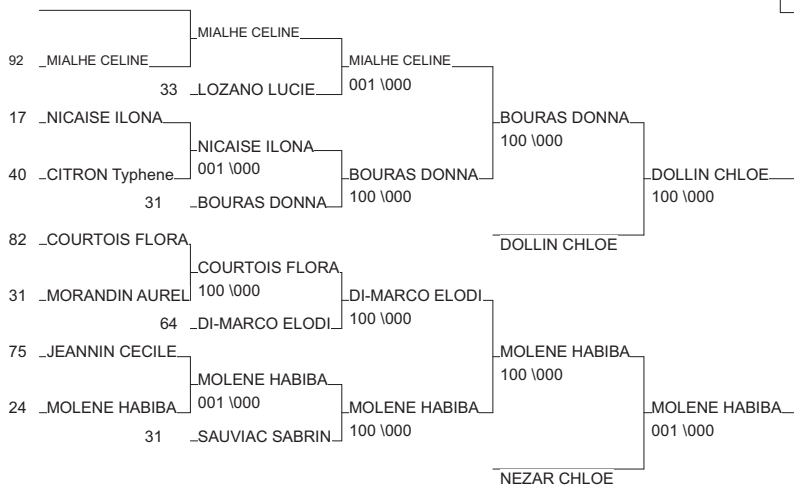 MIALHE CELINE
92 MIALHE CELINE MIALHE CELINE
33 LOZANO LUCIE 001 \000
17 NICAISE ILONA BOURAS DONNA
100 \000
NICAISE ILONA
001 \000
40 CITRON Typhene BOURAS DONNA DOLLIN CHLOE
100 \000 100 \000
31 BOURAS DONNA
82 COURTOIS FLORA DOLLIN CHLOE
COURTOIS FLORA
100 \000
31 MORANDIN AUREL DI-MARCO ELODI
64 DI-MARCO ELODI 100 \000
75 JEANNIN CECILE MOLENE HABIBA
100 \000
MOLENE HABIBA
001 \000
24 MOLENE HABIBA MOLENE HABIBA MOLENE HABIBA
100 \000 001 \000
31 SAUVIAC SABRIN
NEZAR CHLOE